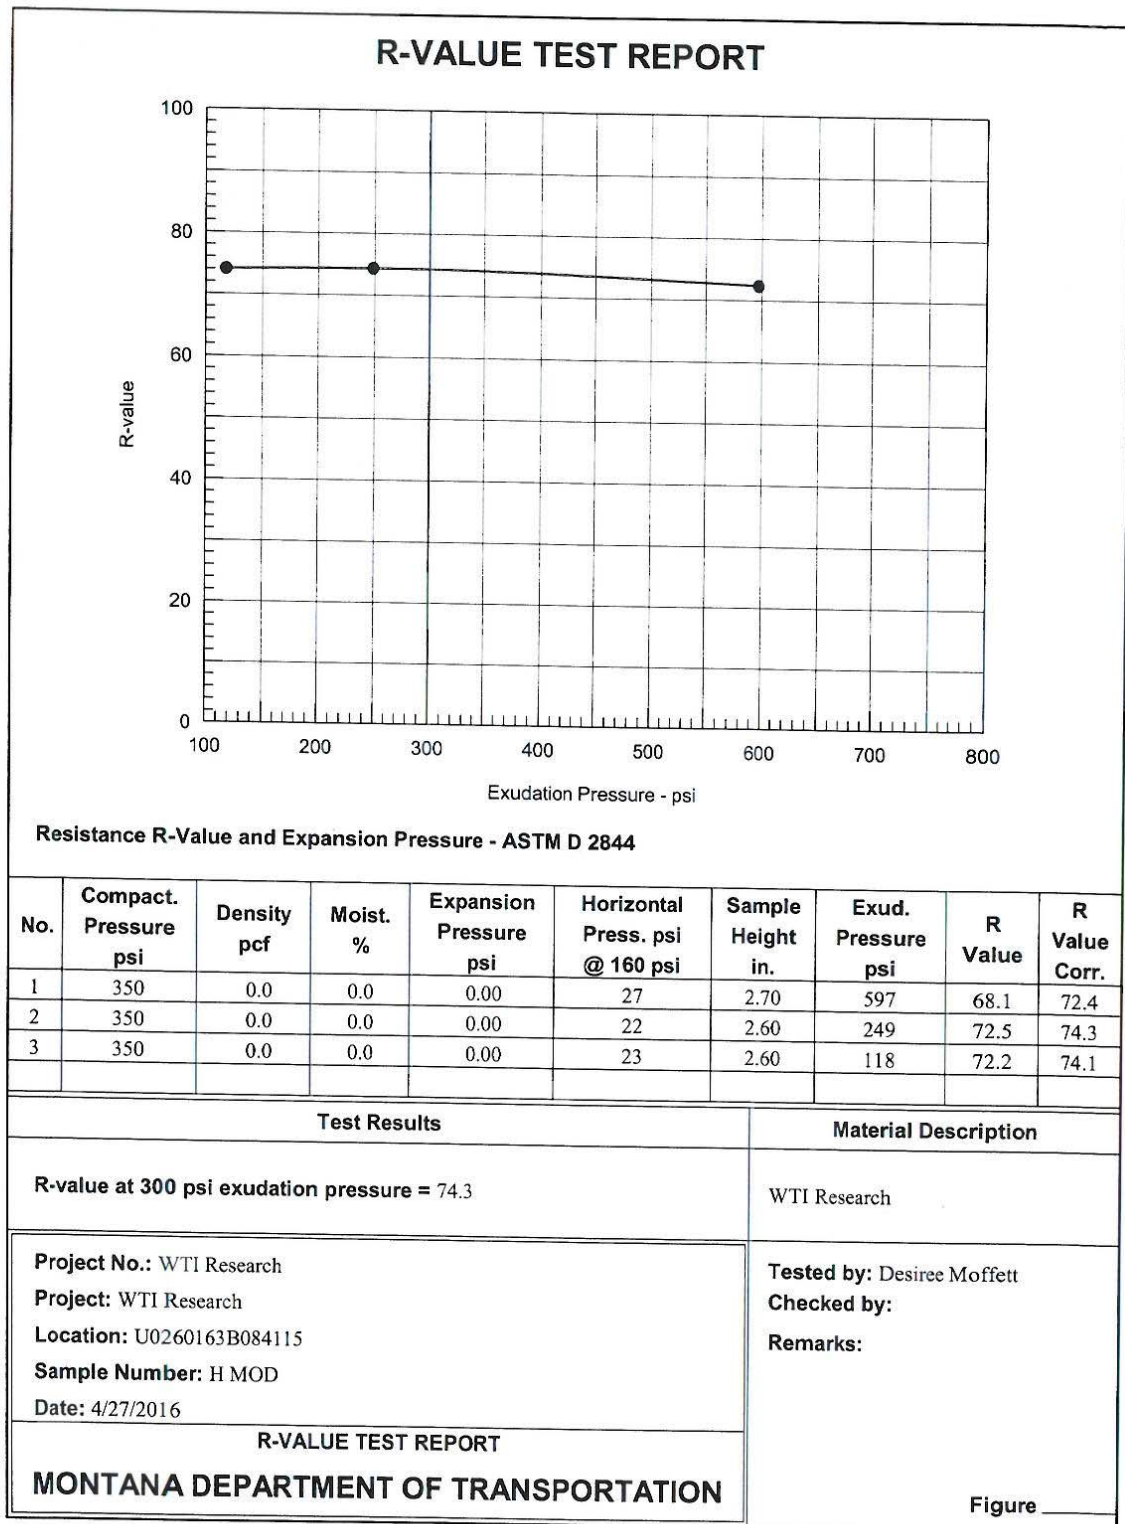 R-VALUE TEST REPORT
100
80
60
40
20
0
R-value
100 200 300 400 500 600 700 800
Exudation Pressure - psi
Resistance R-Value and Expansion Pressure - ASTM D 2844
No. Compact. Pressure psi Density pcf Moist. % Expansion Pressure psi Horizontal Press. psi @ 160 psi Sample Height in. Exud. Pressure psi R Value R Value Corr.
1 350 0.0 0.0 0.00 27 2.70 597 68.1 72.4
2 350 0.0 0.0 0.00 22 2.60 249 72.5 74.3
3 350 0.0 0.0 0.00 23 2.60 118 72.2 74.1
Test Results
Material Description
R-value at 300 psi exudation pressure = 74.3
WTI Research
Project No.: WTI Research
Project: WTI Research
Location: U0260163B084115
Sample Number: H MOD
Date: 4/27/2016
Tested by: Desiree Moffett
Checked by:
Remarks:
R-VALUE TEST REPORT
MONTANA DEPARTMENT OF TRANSPORTATION
Figure